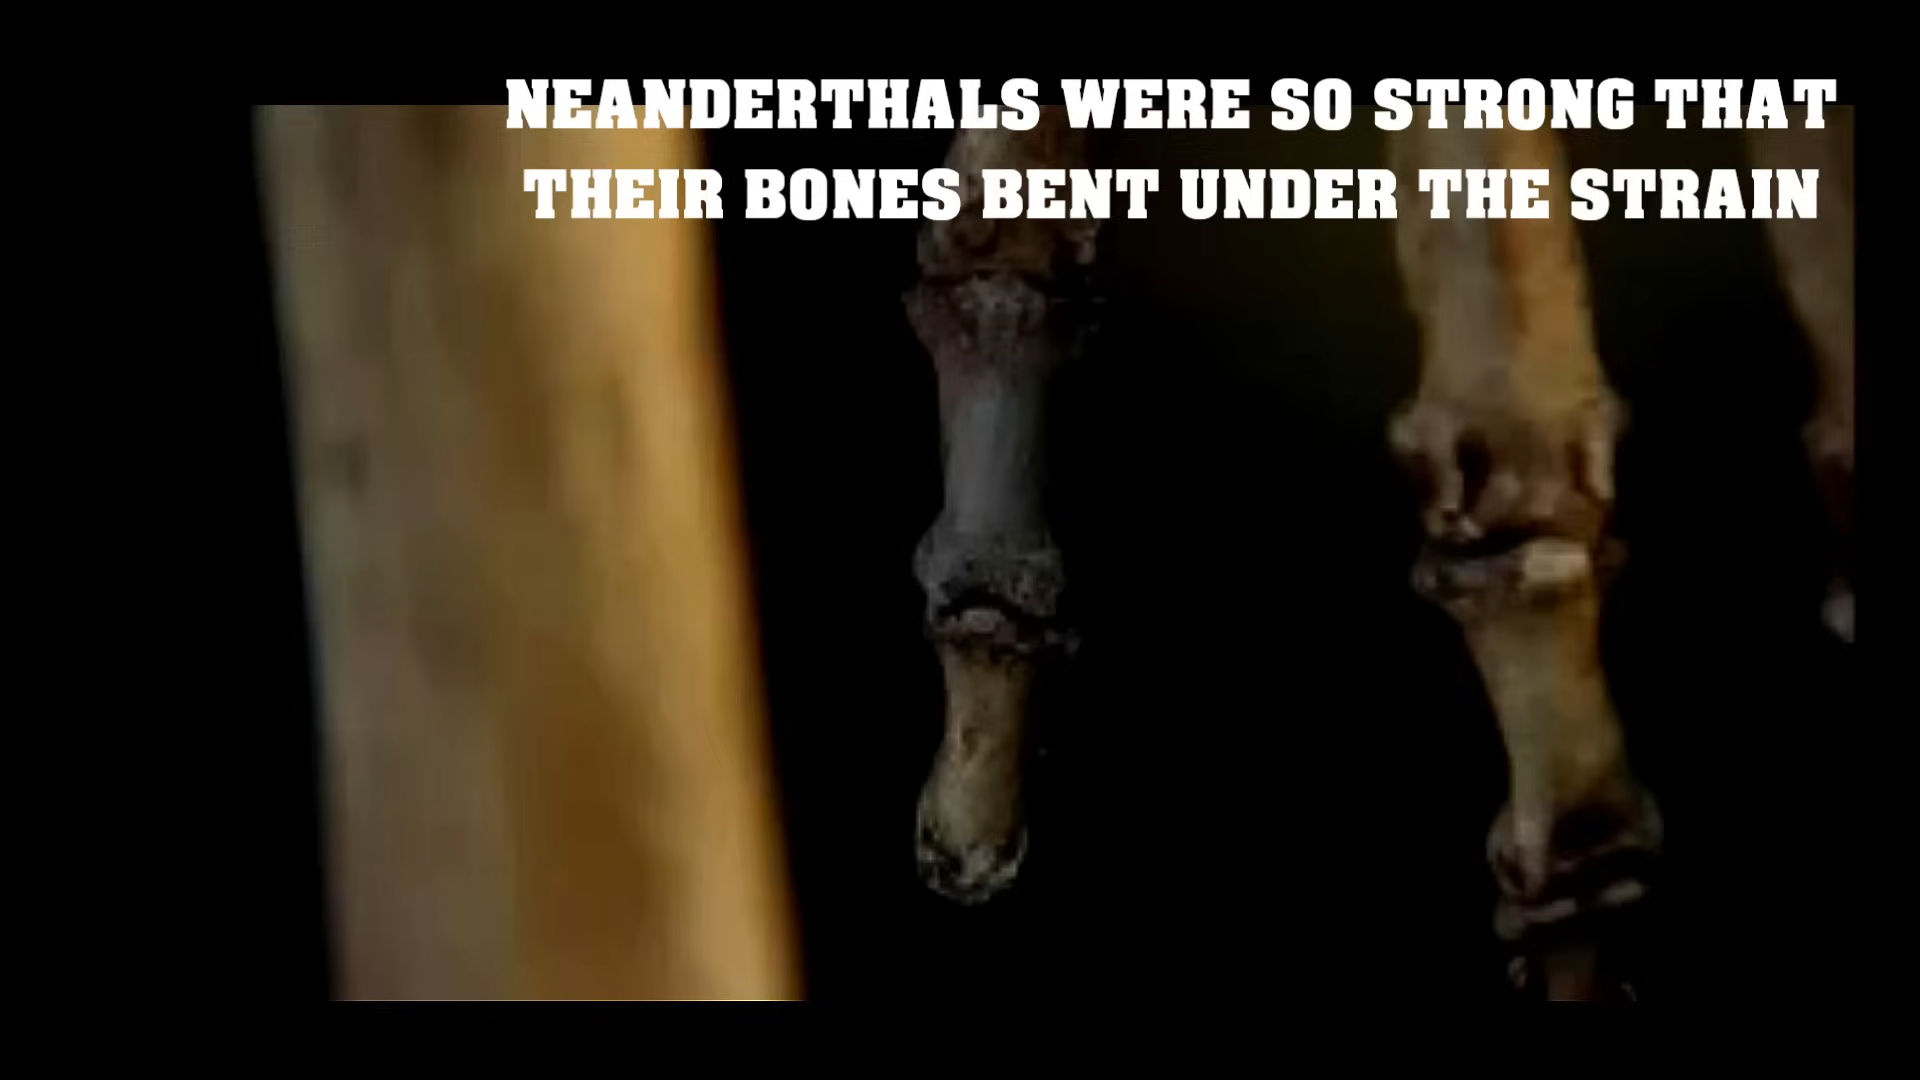 NEANDERTHALS WERE SO STRONG THAT
THEIR BONES BENT UNDER THE STRAIN